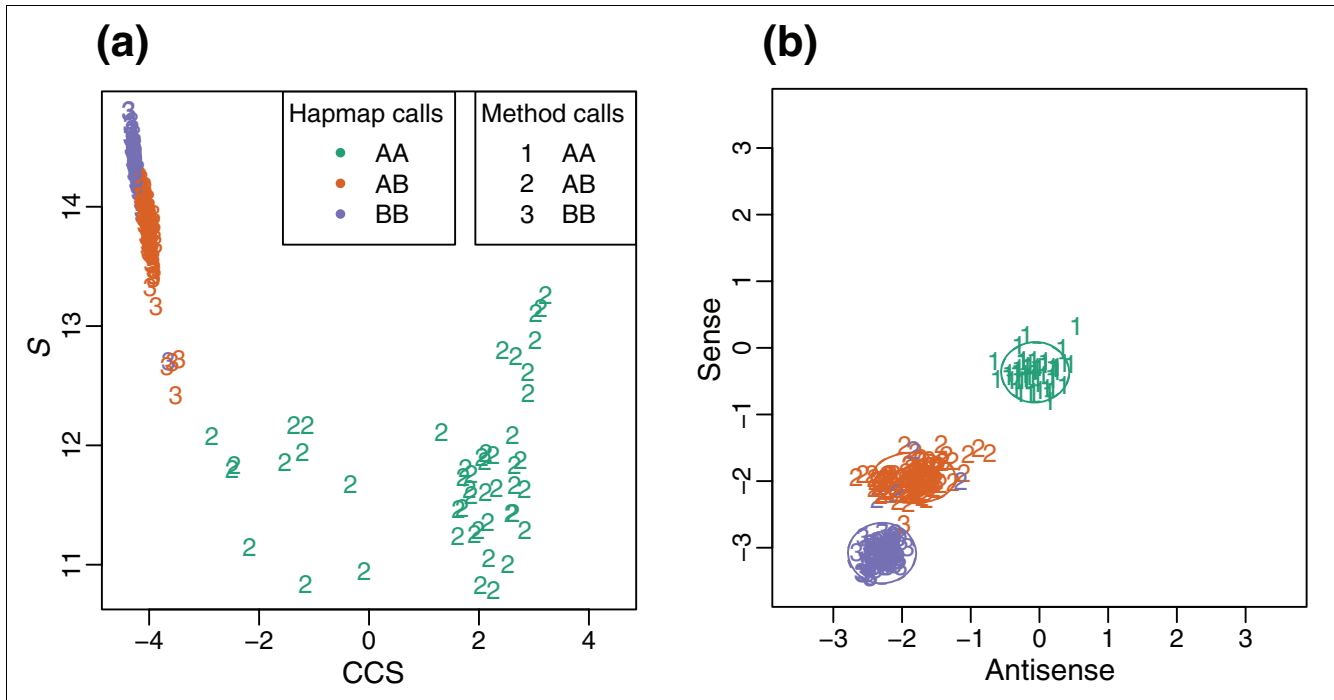 (a)
(b)
Hapmap calls
AA
AB
BB
Method calls
1 AA
2 AB
3 BB
S
14
13
12
11
−4 −2 0 2 4
CCS
Sense
3
2
1
0
−1
−2
−3
−3 −2 −1 0 1 2 3
Antisense